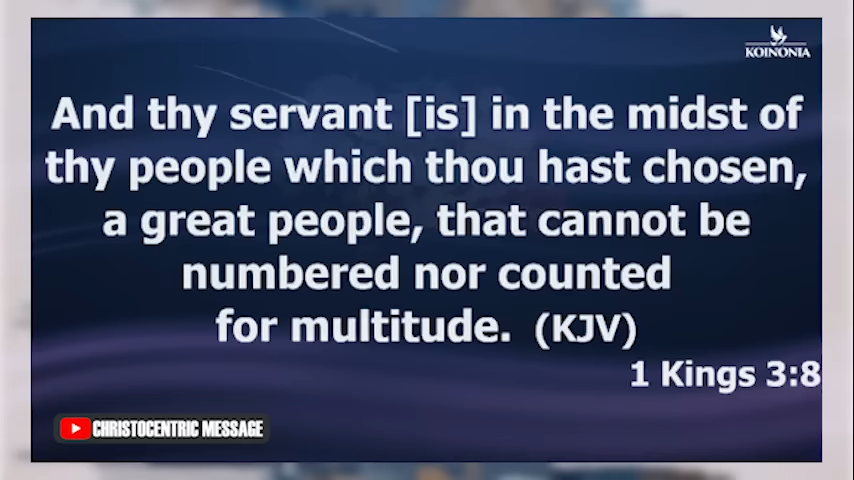 KOINONIA
And thy servant [is] in the midst of
thy people which thou hast chosen,
a great people, that cannot be
numbered nor counted
for multitude. (KJV)
1 Kings 3:8
CHRISTOCENTRIC MESSAGE